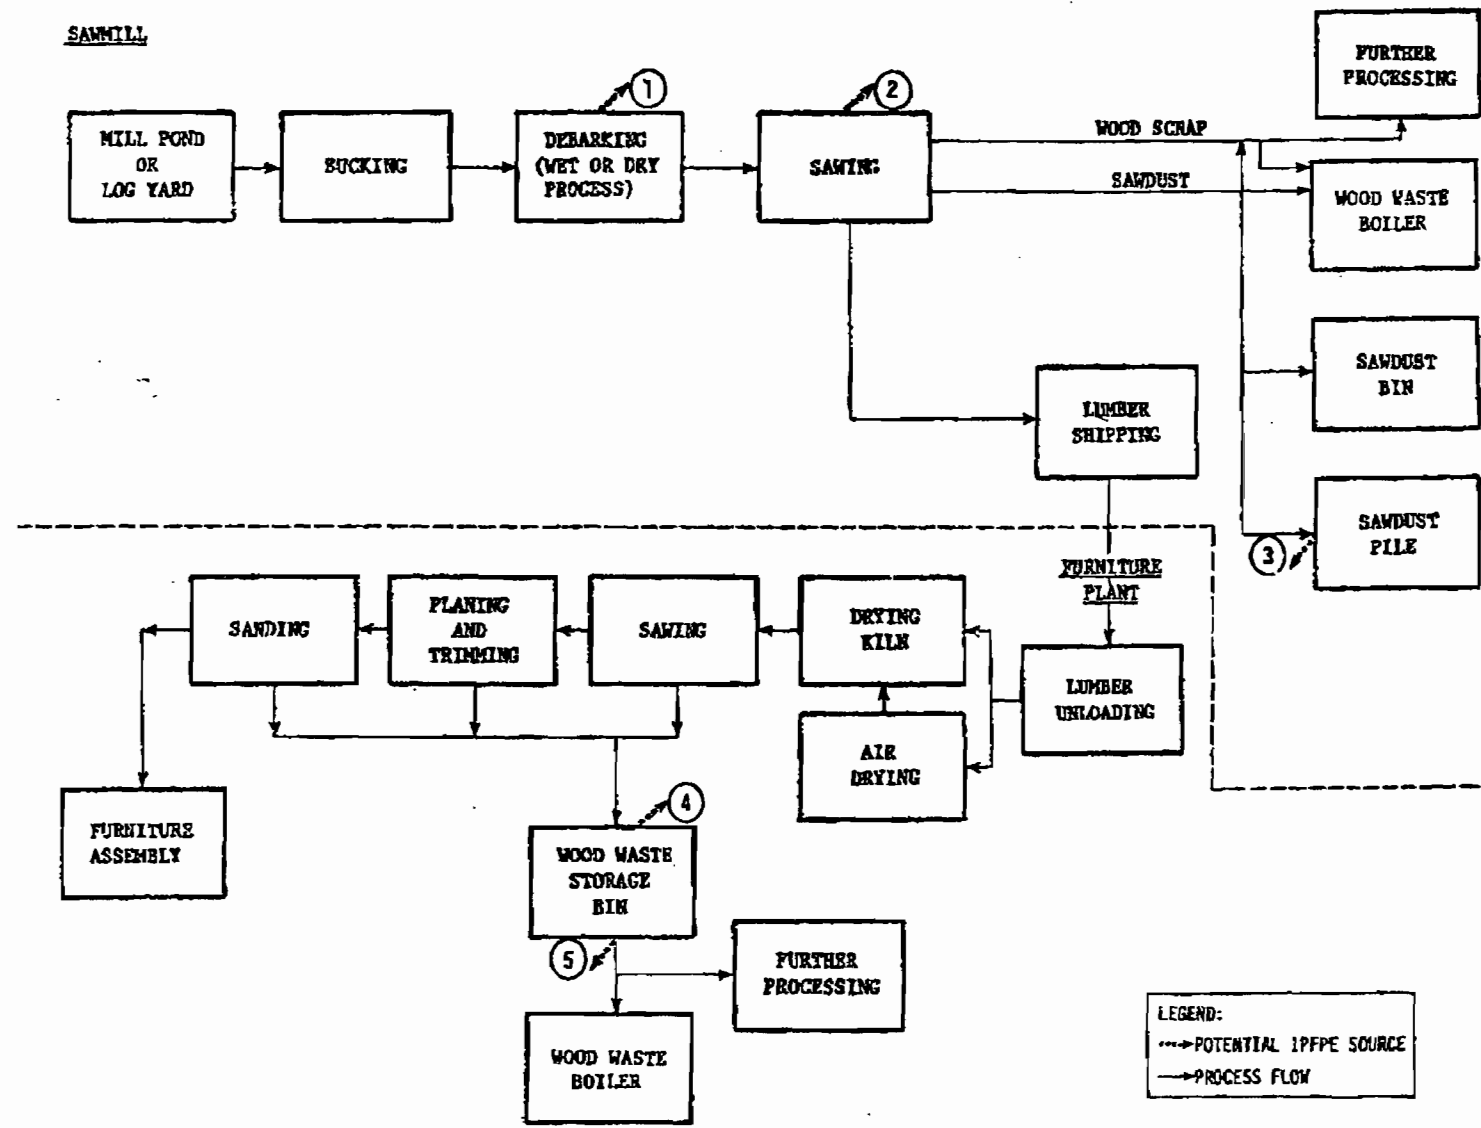 SAWMILL
1
2
FURTHER
PROCESSING
MILL POND
OR
LOG YARD
BUCKING
DEBARKING
(WET OR DRY
PROCESS)
SAWING
WOOD SCRAP
SAWDUST
WOOD WASTE
BOILER
SAWDUST
BIN
LUMBER
SHIPPING
SAWDUST
PILE
3
FURNITURE
PLANT
SANDING
PLANING
AND
TRIMMING
SAWING
DRYING
KILN
LUMBER
UNLOADING
AIR
DRYING
4
FURNITURE
ASSEMBLY
WOOD WASTE
STORAGE
BIN
5
FURTHER
PROCESSING
WOOD WASTE
BOILER
LEGEND:
POTENTIAL IPFPE SOURCE
PROCESS FLOW